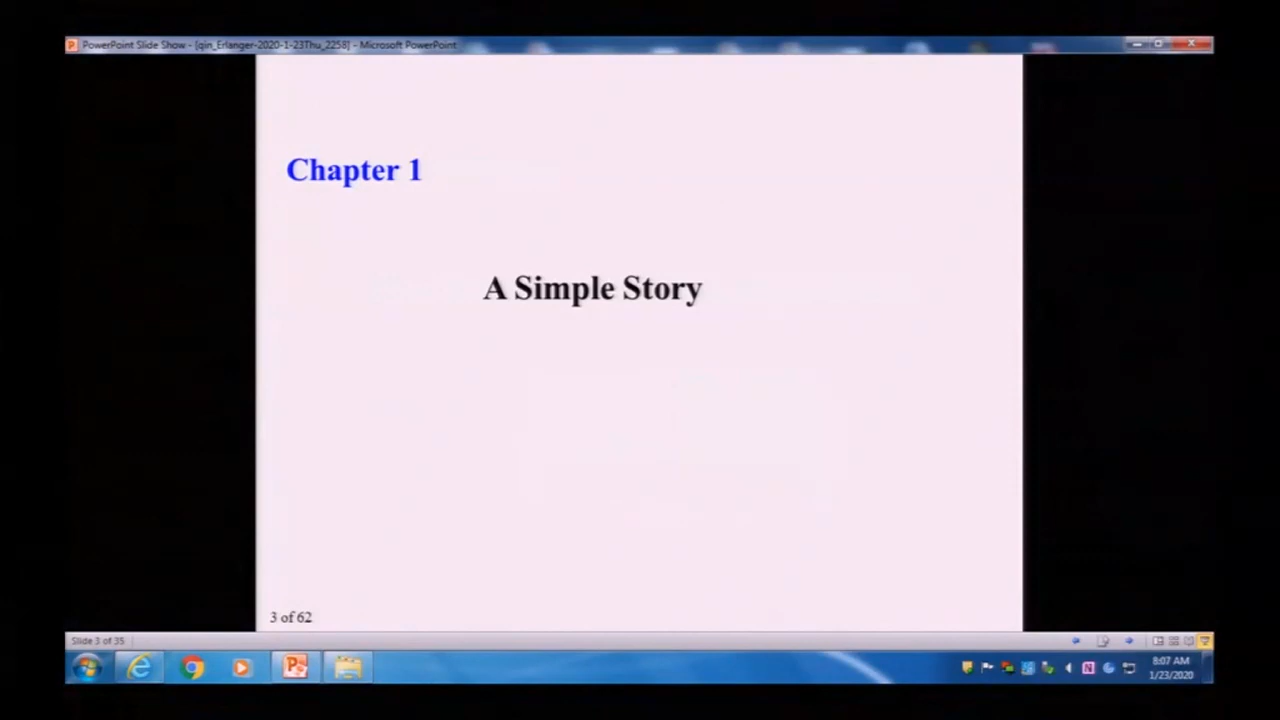 PowerPoint Slide Show - [qin_Erlanger-2020-1-23Thu_2258] - Microsoft PowerPoint
Chapter 1
A Simple Story
3 of 62
Slide 3 of 35
8:07 AM
1/23/2020